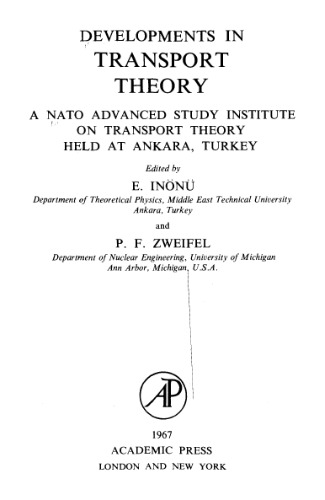 DEVELOPMENTS IN
TRANSPORT
THEORY
A NATO ADVANCED STUDY INSTITUTE
ON TRANSPORT THEORY
HELD AT ANKARA, TURKEY
Edited by
E. INÖNÜ
Department of Theoretical Physics, Middle East Technical University
Ankara, Turkey
and
P. F. ZWEIFEL
Department of Nuclear Engineering, University of Michigan
Ann Arbor, Michigan, U.S.A.
AP
1967
ACADEMIC PRESS
LONDON AND NEW YORK